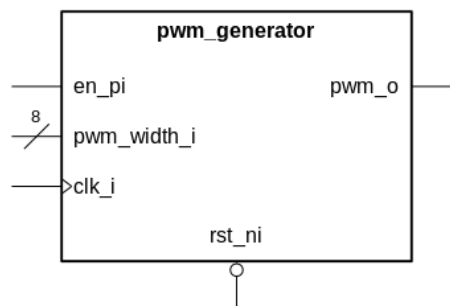 pwm_generator
en_pi pwm_o
8
pwm_width_i
clk_i
rst_ni